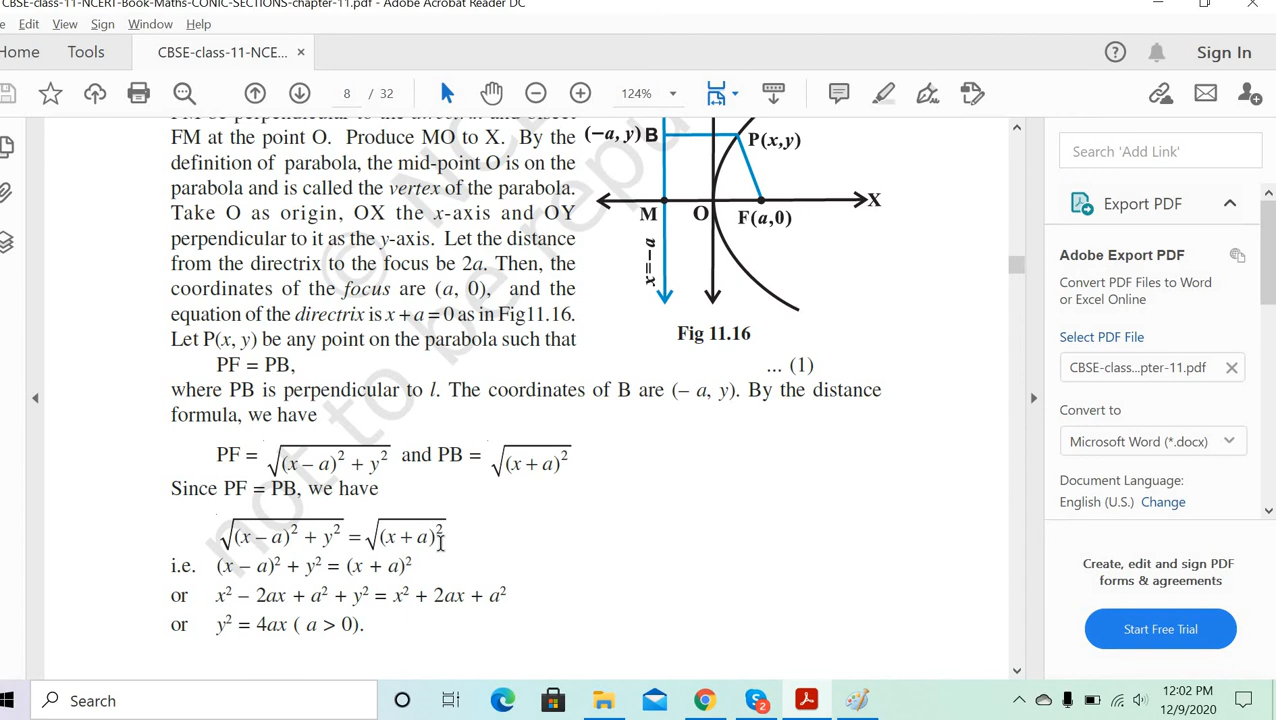 CBSE-class-11-NCERT-Book-Maths-CONIC-SECTIONS-chapter-11.pdf - Adobe Acrobat Reader DC
Edit View Sign Window Help
Home Tools CBSE-class-11-NCE... × Sign In
8 / 32 124%
FM at the point O. Produce MO to X. By the
definition of parabola, the mid-point O is on the
parabola and is called the vertex of the parabola.
Take O as origin, OX the x-axis and OY
perpendicular to it as the y-axis. Let the distance
from the directrix to the focus be 2a. Then, the
coordinates of the focus are (a, 0), and the
equation of the directrix is x + a = 0 as in Fig11.16.
Let P(x, y) be any point on the parabola such that
PF = PB, ... (1)
where PB is perpendicular to l. The coordinates of B are (– a, y). By the distance
formula, we have
PF = √(x – a)² + y² and PB = √(x + a)²
Since PF = PB, we have
√(x – a)² + y² = √(x + a)²
i.e. (x – a)² + y² = (x + a)²
or x² – 2ax + a² + y² = x² + 2ax + a²
or y² = 4ax ( a > 0).
(–a, y) B
P(x,y)
X
M O F(a,0)
x=–a
Fig 11.16
© NC
not to be repu
Search 'Add Link'
Export PDF
Adobe Export PDF
Convert PDF Files to Word
or Excel Online
Select PDF File
CBSE-class...pter-11.pdf ×
Convert to
Microsoft Word (*.docx)
Document Language:
English (U.S.) Change
Create, edit and sign PDF
forms & agreements
Start Free Trial
Search
2
12:02 PM
12/9/2020